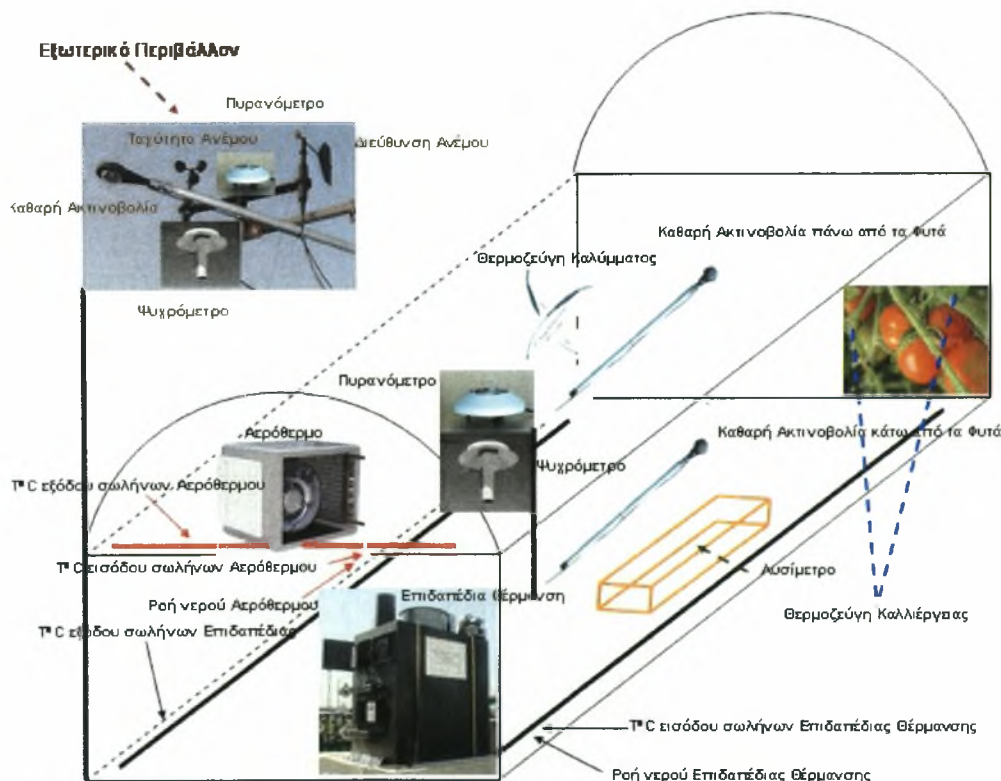 Εξωτερικό Περιβάλλον
Πυρανόμετρο
Ταχύτητα Ανέμου
Διεύθυνση Ανέμου
Καθαρή Ακτινοβολία
Καθαρή Ακτινοβολία πάνω από τα Φυτά
Θερμοζεύγη Καλύμματος
Ψυχρόμετρο
Πυρανόμετρο
Αερόθερμο
Καθαρή Ακτινοβολία κάτω από τα Φυτά
Ψυχρόμετρο
Τ° C εξόδου σωλήνων Αερόθερμου
Τ° C εισόδου σωλήνων Αερόθερμου
Λυσίμετρο
Ροή νερού Αερόθερμου
Επιδαπέδια Θέρμανση
Θερμοζεύγη Καλλιέργειας
Τ° C εξόδου σωλήνων Επιδαπέδιας
Τ° C εισόδου σωλήνων Επιδαπέδιας Θέρμανσης
Ροή νερού Επιδαπέδιας Θέρμανσης